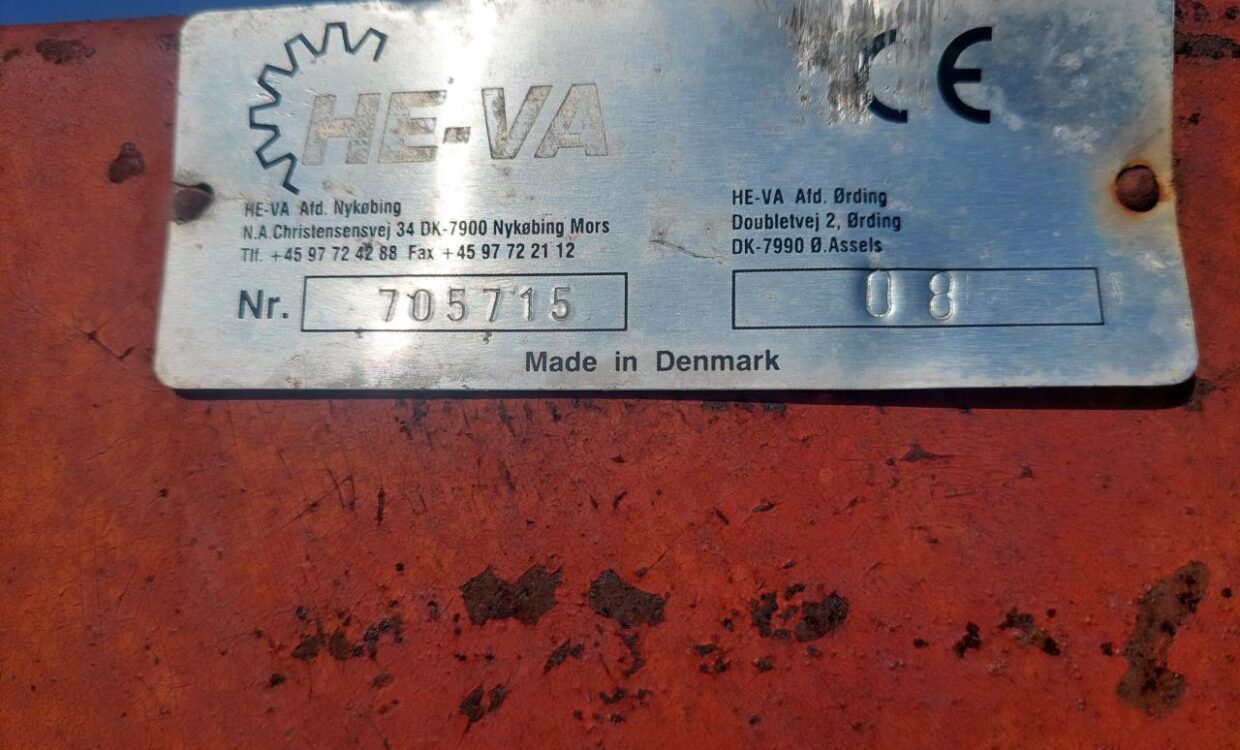 HE-VA
CE
HE-VA Afd. Nykøbing
N.A.Christensensvej 34 DK-7900 Nykøbing Mors
Tlf. +45 97 72 42 88 Fax +45 97 72 21 12
Nr. 705715
HE-VA Afd. Ørding
Doubletvej 2, Ørding
DK-7990 Ø.Assels
08
Made in Denmark